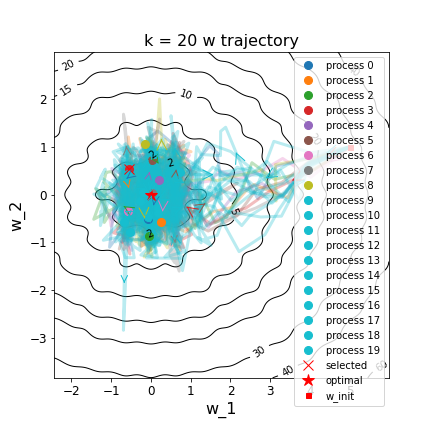 k = 20 w trajectory
20
15
10
5
2
2
2
30
40
process 0
process 1
process 2
process 3
process 4
process 5
process 6
process 7
process 8
process 9
process 10
process 11
process 12
process 13
process 14
process 15
process 16
process 17
process 18
process 19
selected
optimal
w_init
w_2
2
1
0
−1
−2
−3
−2
−1
0
1
2
3
4
5
w_1